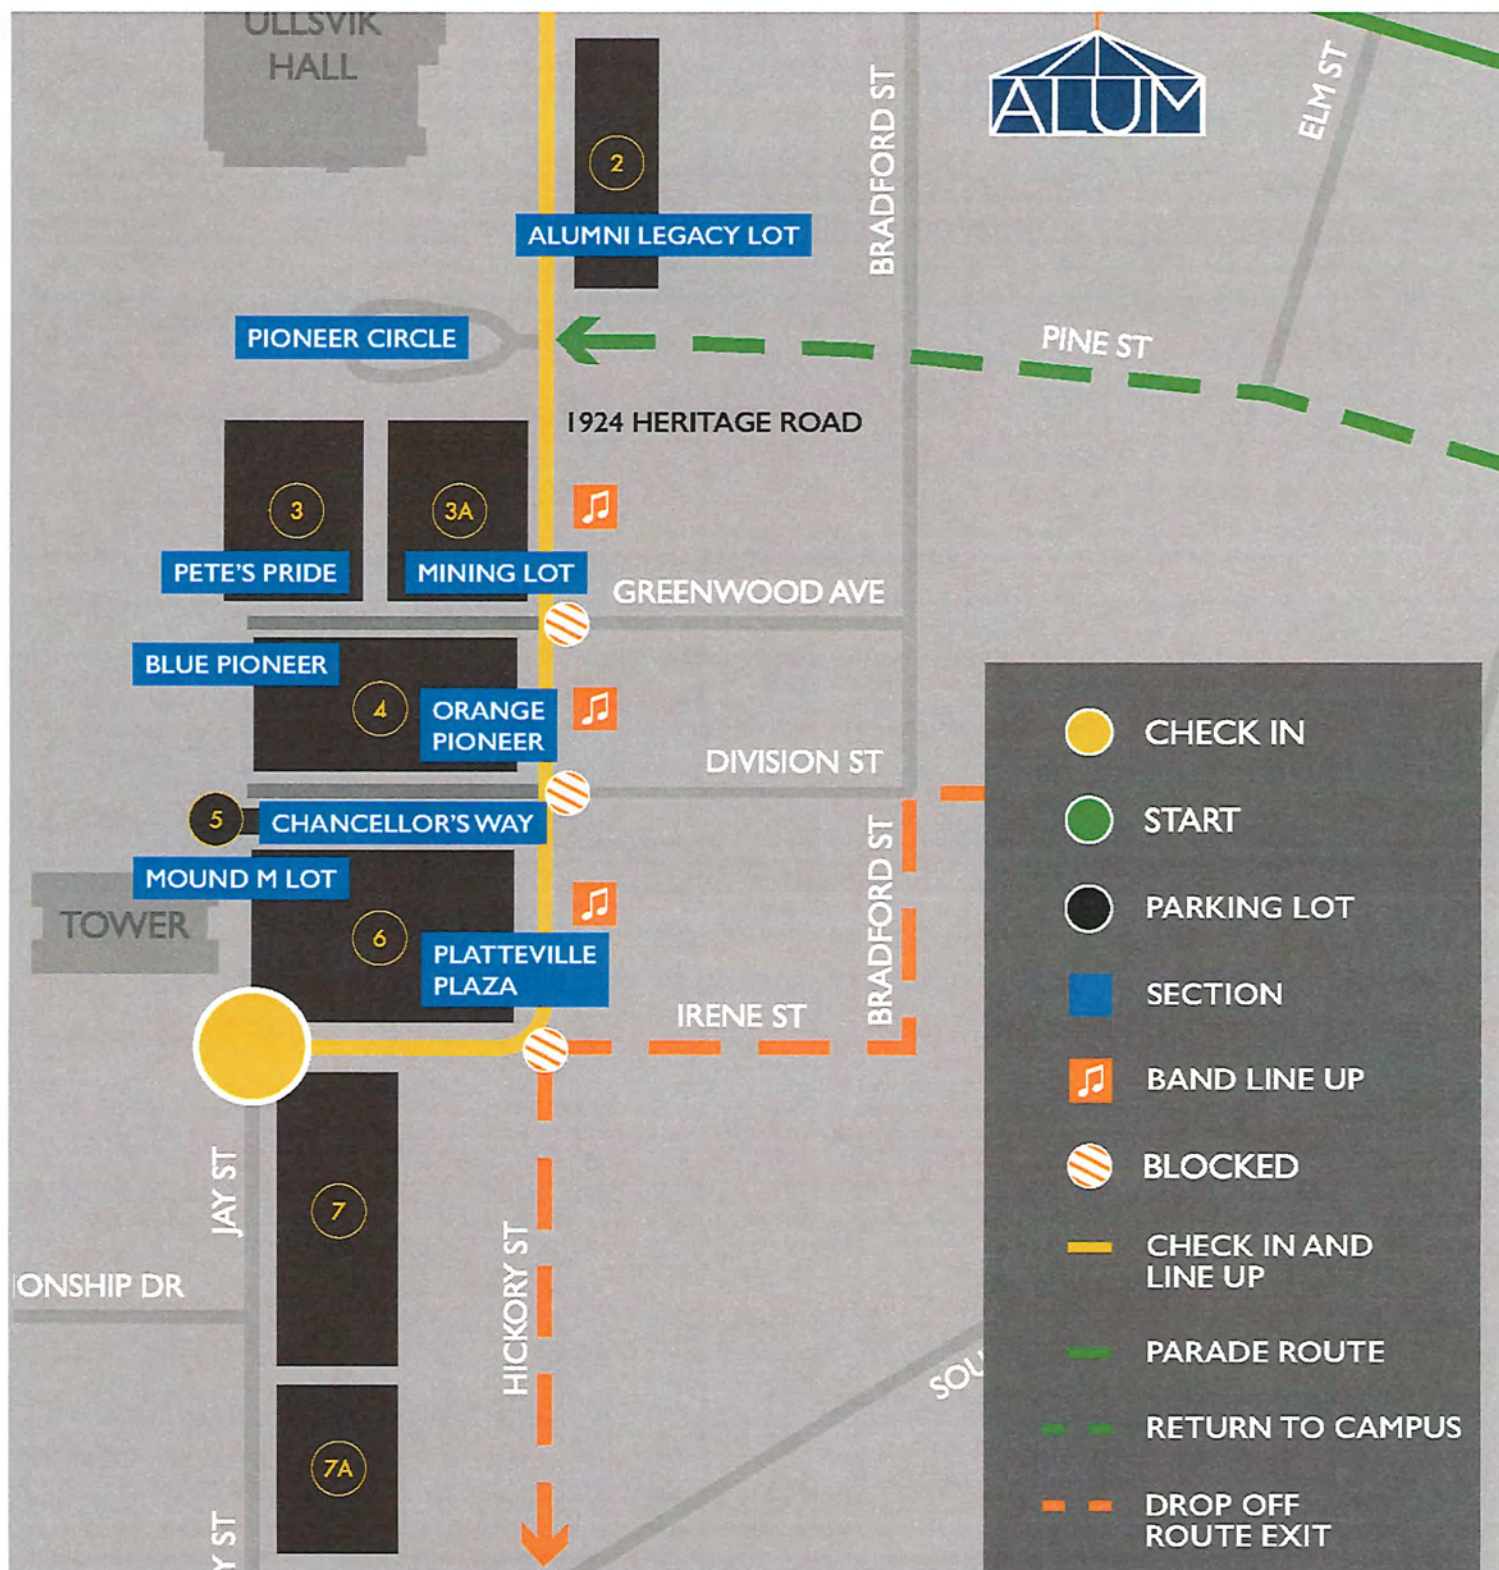 ULLSVIK
HALL
2
ALUMNI LEGACY LOT
BRADFORD ST
ALUM
ELM ST
PIONEER CIRCLE
PINE ST
1924 HERITAGE ROAD
3
3A
PETE'S PRIDE
MINING LOT
GREENWOOD AVE
BLUE PIONEER
4
ORANGE
PIONEER
DIVISION ST
5
CHANCELLOR'S WAY
MOUND M LOT
TOWER
6
PLATTEVILLE
PLAZA
IRENE ST
BRADFORD ST
JAY ST
7
IONSHIP DR
HICKORY ST
SOU
7A
Y ST
CHECK IN
START
PARKING LOT
SECTION
BAND LINE UP
BLOCKED
CHECK IN AND
LINE UP
PARADE ROUTE
RETURN TO CAMPUS
DROP OFF
ROUTE EXIT